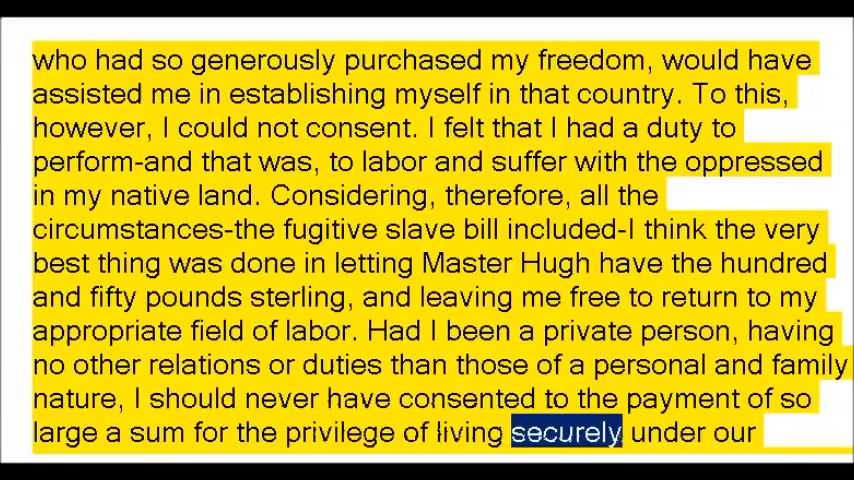 who had so generously purchased my freedom, would have
assisted me in establishing myself in that country. To this,
however, I could not consent. I felt that I had a duty to
perform-and that was, to labor and suffer with the oppressed
in my native land. Considering, therefore, all the
circumstances-the fugitive slave bill included-I think the very
best thing was done in letting Master Hugh have the hundred
and fifty pounds sterling, and leaving me free to return to my
appropriate field of labor. Had I been a private person, having
no other relations or duties than those of a personal and family
nature, I should never have consented to the payment of so
large a sum for the privilege of living securely under our